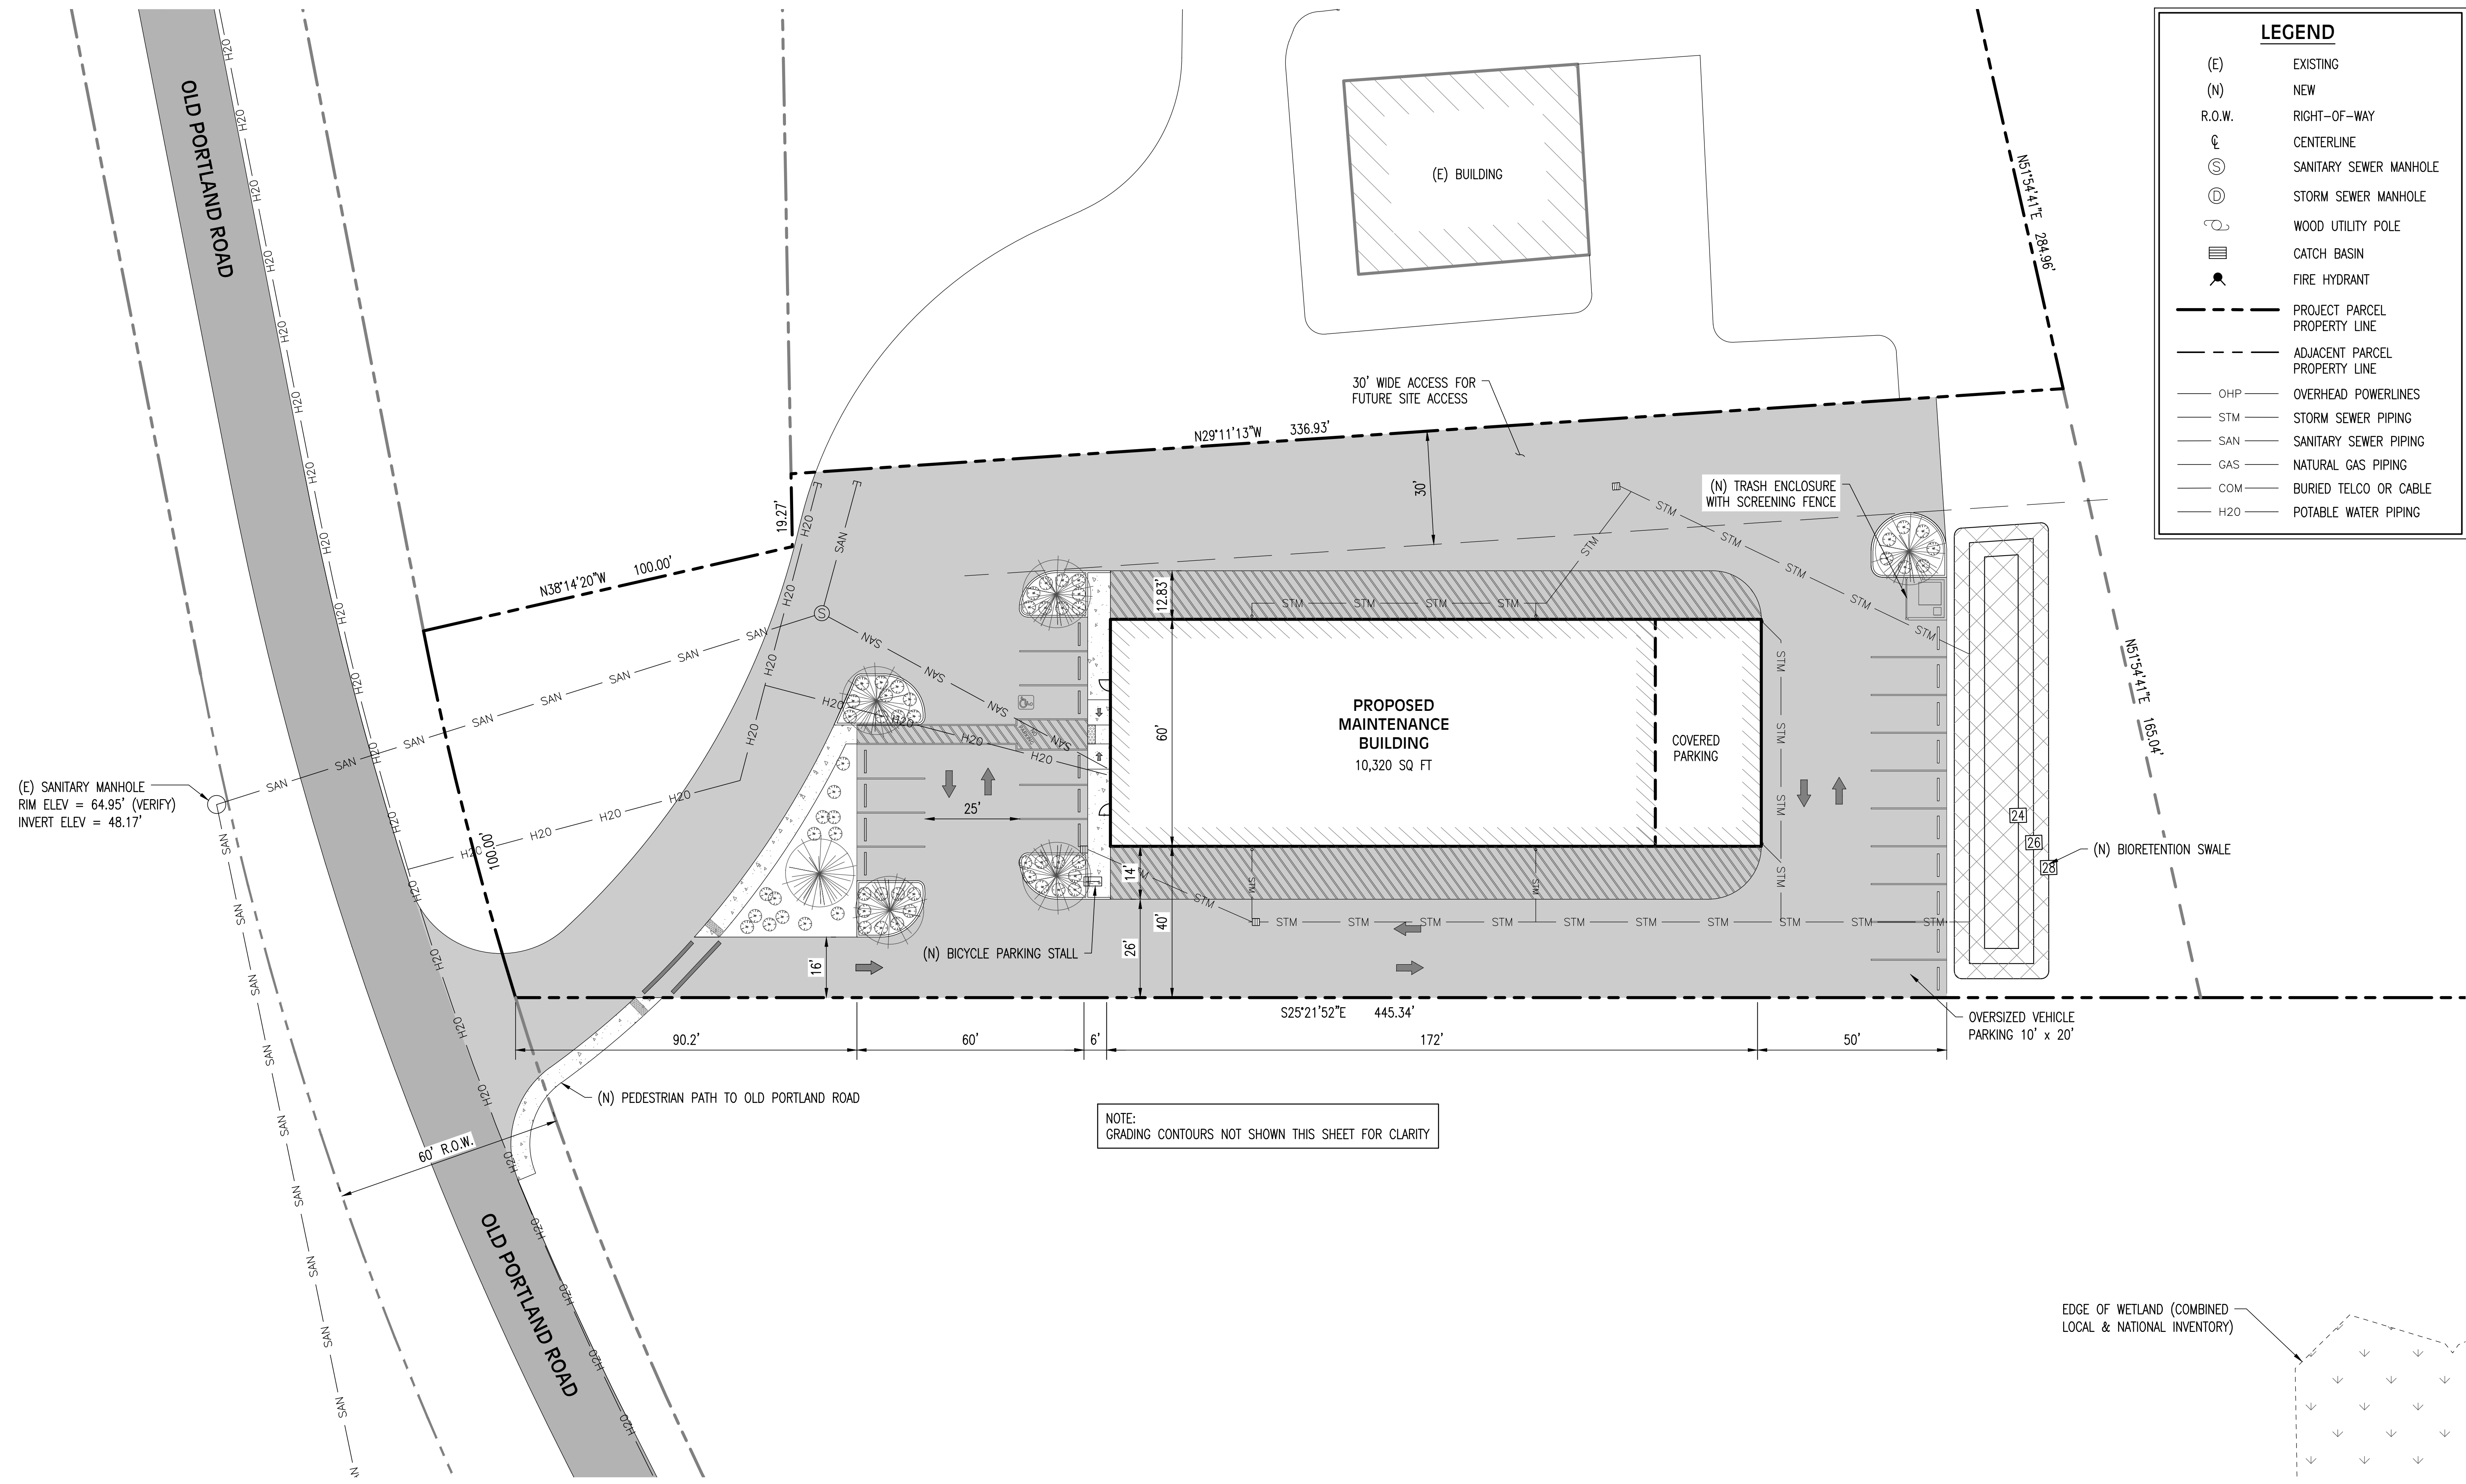 LEGEND
(E) EXISTING
(N) NEW
R.O.W. RIGHT-OF-WAY
℄ CENTERLINE
Ⓢ SANITARY SEWER MANHOLE
Ⓓ STORM SEWER MANHOLE
WOOD UTILITY POLE
CATCH BASIN
FIRE HYDRANT
PROJECT PARCEL
PROPERTY LINE
ADJACENT PARCEL
PROPERTY LINE
OHP OVERHEAD POWERLINES
STM STORM SEWER PIPING
SAN SANITARY SEWER PIPING
GAS NATURAL GAS PIPING
COM BURIED TELCO OR CABLE
H20 POTABLE WATER PIPING
OLD PORTLAND ROAD
(E) BUILDING
N51°54'41"E 284.96'
30' WIDE ACCESS FOR
FUTURE SITE ACCESS
N29°11'13"W 336.93'
30'
19.27'
(N) TRASH ENCLOSURE
WITH SCREENING FENCE
N38°14'20"W 100.00'
12.83'
60'
PROPOSED
MAINTENANCE
BUILDING
10,320 SQ FT
COVERED
PARKING
N51°54'41"E 165.04'
(E) SANITARY MANHOLE
RIM ELEV = 64.95' (VERIFY)
INVERT ELEV = 48.17'
100.00'
25'
24
26
28
(N) BIORETENTION SWALE
14'
40'
26'
16'
(N) BICYCLE PARKING STALL
S25°21'52"E 445.34'
90.2'
60'
6'
172'
50'
OVERSIZED VEHICLE
PARKING 10' x 20'
(N) PEDESTRIAN PATH TO OLD PORTLAND ROAD
60' R.O.W.
NOTE:
GRADING CONTOURS NOT SHOWN THIS SHEET FOR CLARITY
OLD PORTLAND ROAD
EDGE OF WETLAND (COMBINED
LOCAL & NATIONAL INVENTORY)
H20
SAN
STM
S